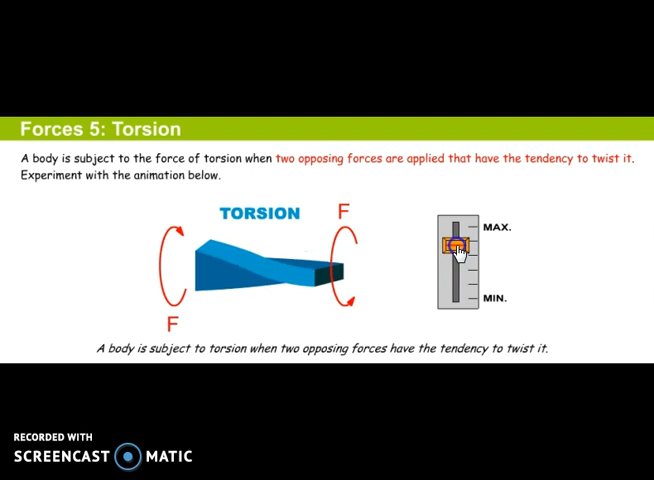 Forces 5: Torsion
A body is subject to the force of torsion when two opposing forces are applied that have the tendency to twist it.
Experiment with the animation below.
TORSION
F
MAX.
MIN.
F
A body is subject to torsion when two opposing forces have the tendency to twist it.
RECORDED WITH
SCREENCAST MATIC